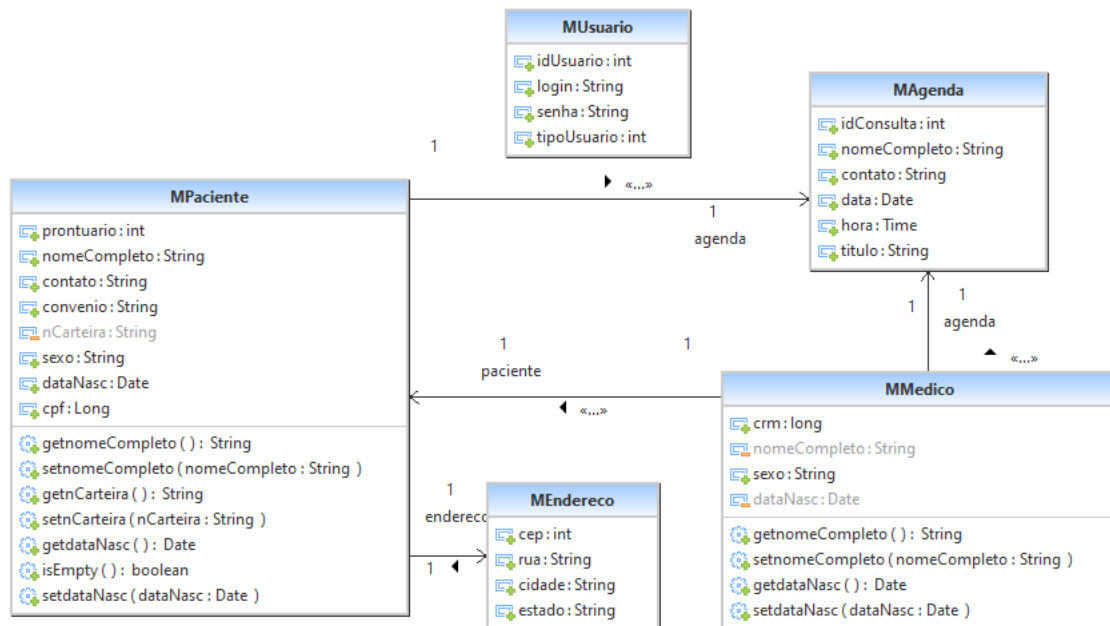 MUsuario
idUsuario : int
login : String
senha : String
tipoUsuario : int
MAgenda
idConsulta : int
nomeCompleto : String
contato : String
data : Date
hora : Time
titulo : String
1
«...»
1
agenda
MPaciente
prontuario : int
nomeCompleto : String
contato : String
convenio : String
nCarteira : String
sexo : String
dataNasc : Date
cpf : Long
getnomeCompleto ( ) : String
setnomeCompleto ( nomeCompleto : String )
getnCarteira ( ) : String
setnCarteira ( nCarteira : String )
getdataNasc ( ) : Date
isEmpty ( ) : boolean
setdataNasc ( dataNasc : Date )
1
1
agenda
«...»
1
1
paciente
«...»
MMedico
crm : long
nomeCompleto : String
sexo : String
dataNasc : Date
getnomeCompleto ( ) : String
setnomeCompleto ( nomeCompleto : String )
getdataNasc ( ) : Date
setdataNasc ( dataNasc : Date )
1
endereco
1
MEndereco
cep : int
rua : String
cidade : String
estado : String